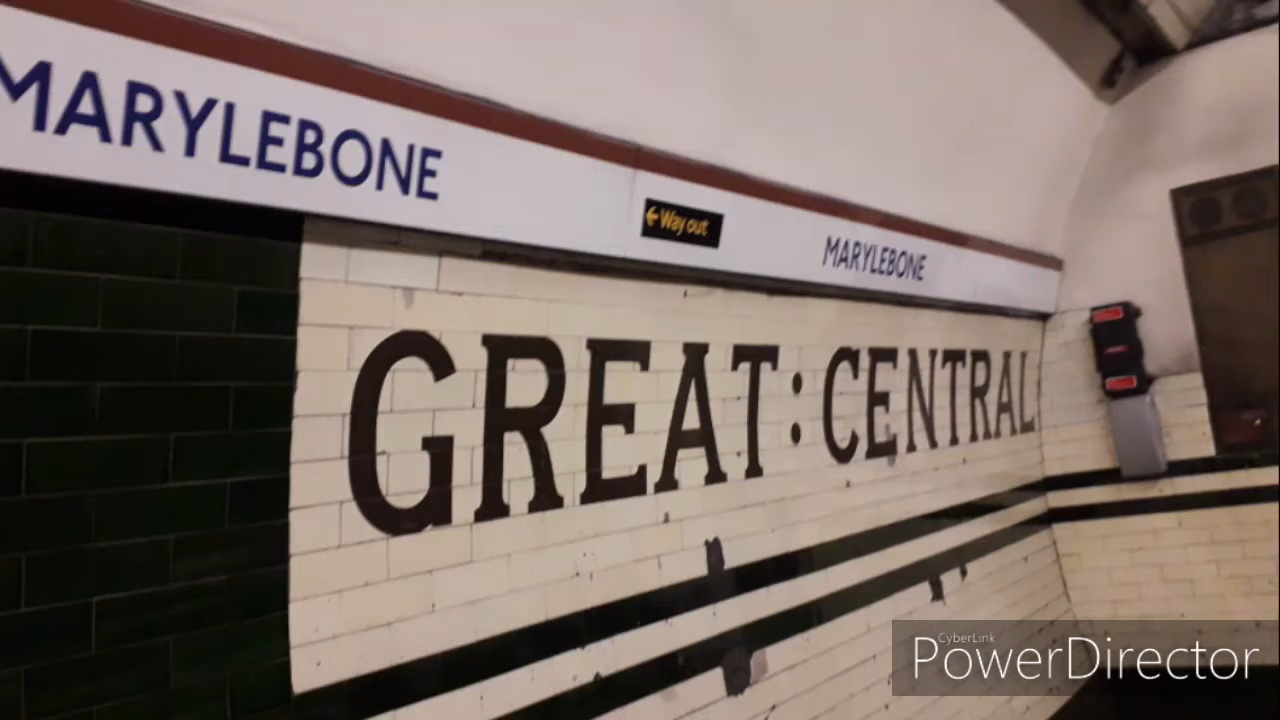 MARYLEBONE
← Way out
MARYLEBONE
GREAT : CENTRAL
CyberLink
PowerDirector